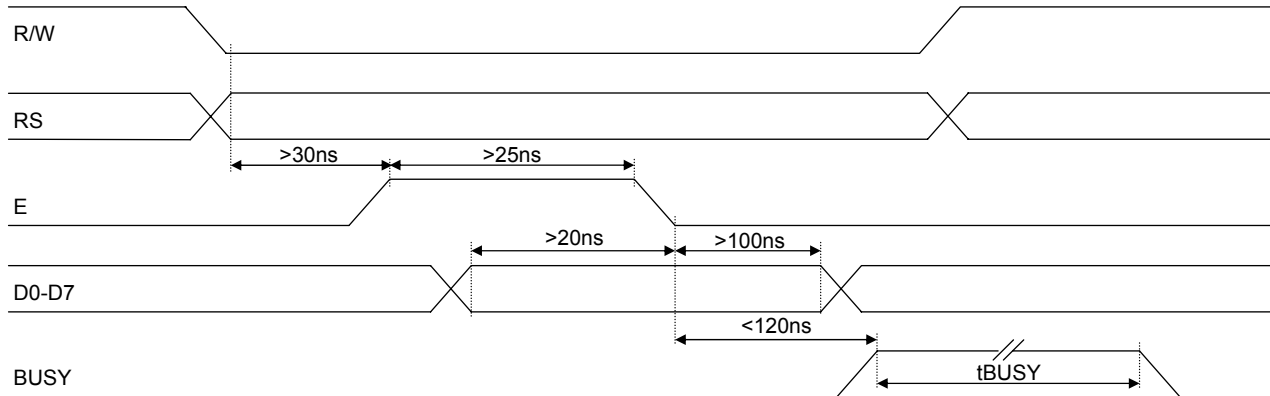 R/W
RS
>30ns >25ns
E
>20ns >100ns
D0-D7
<120ns
BUSY tBUSY